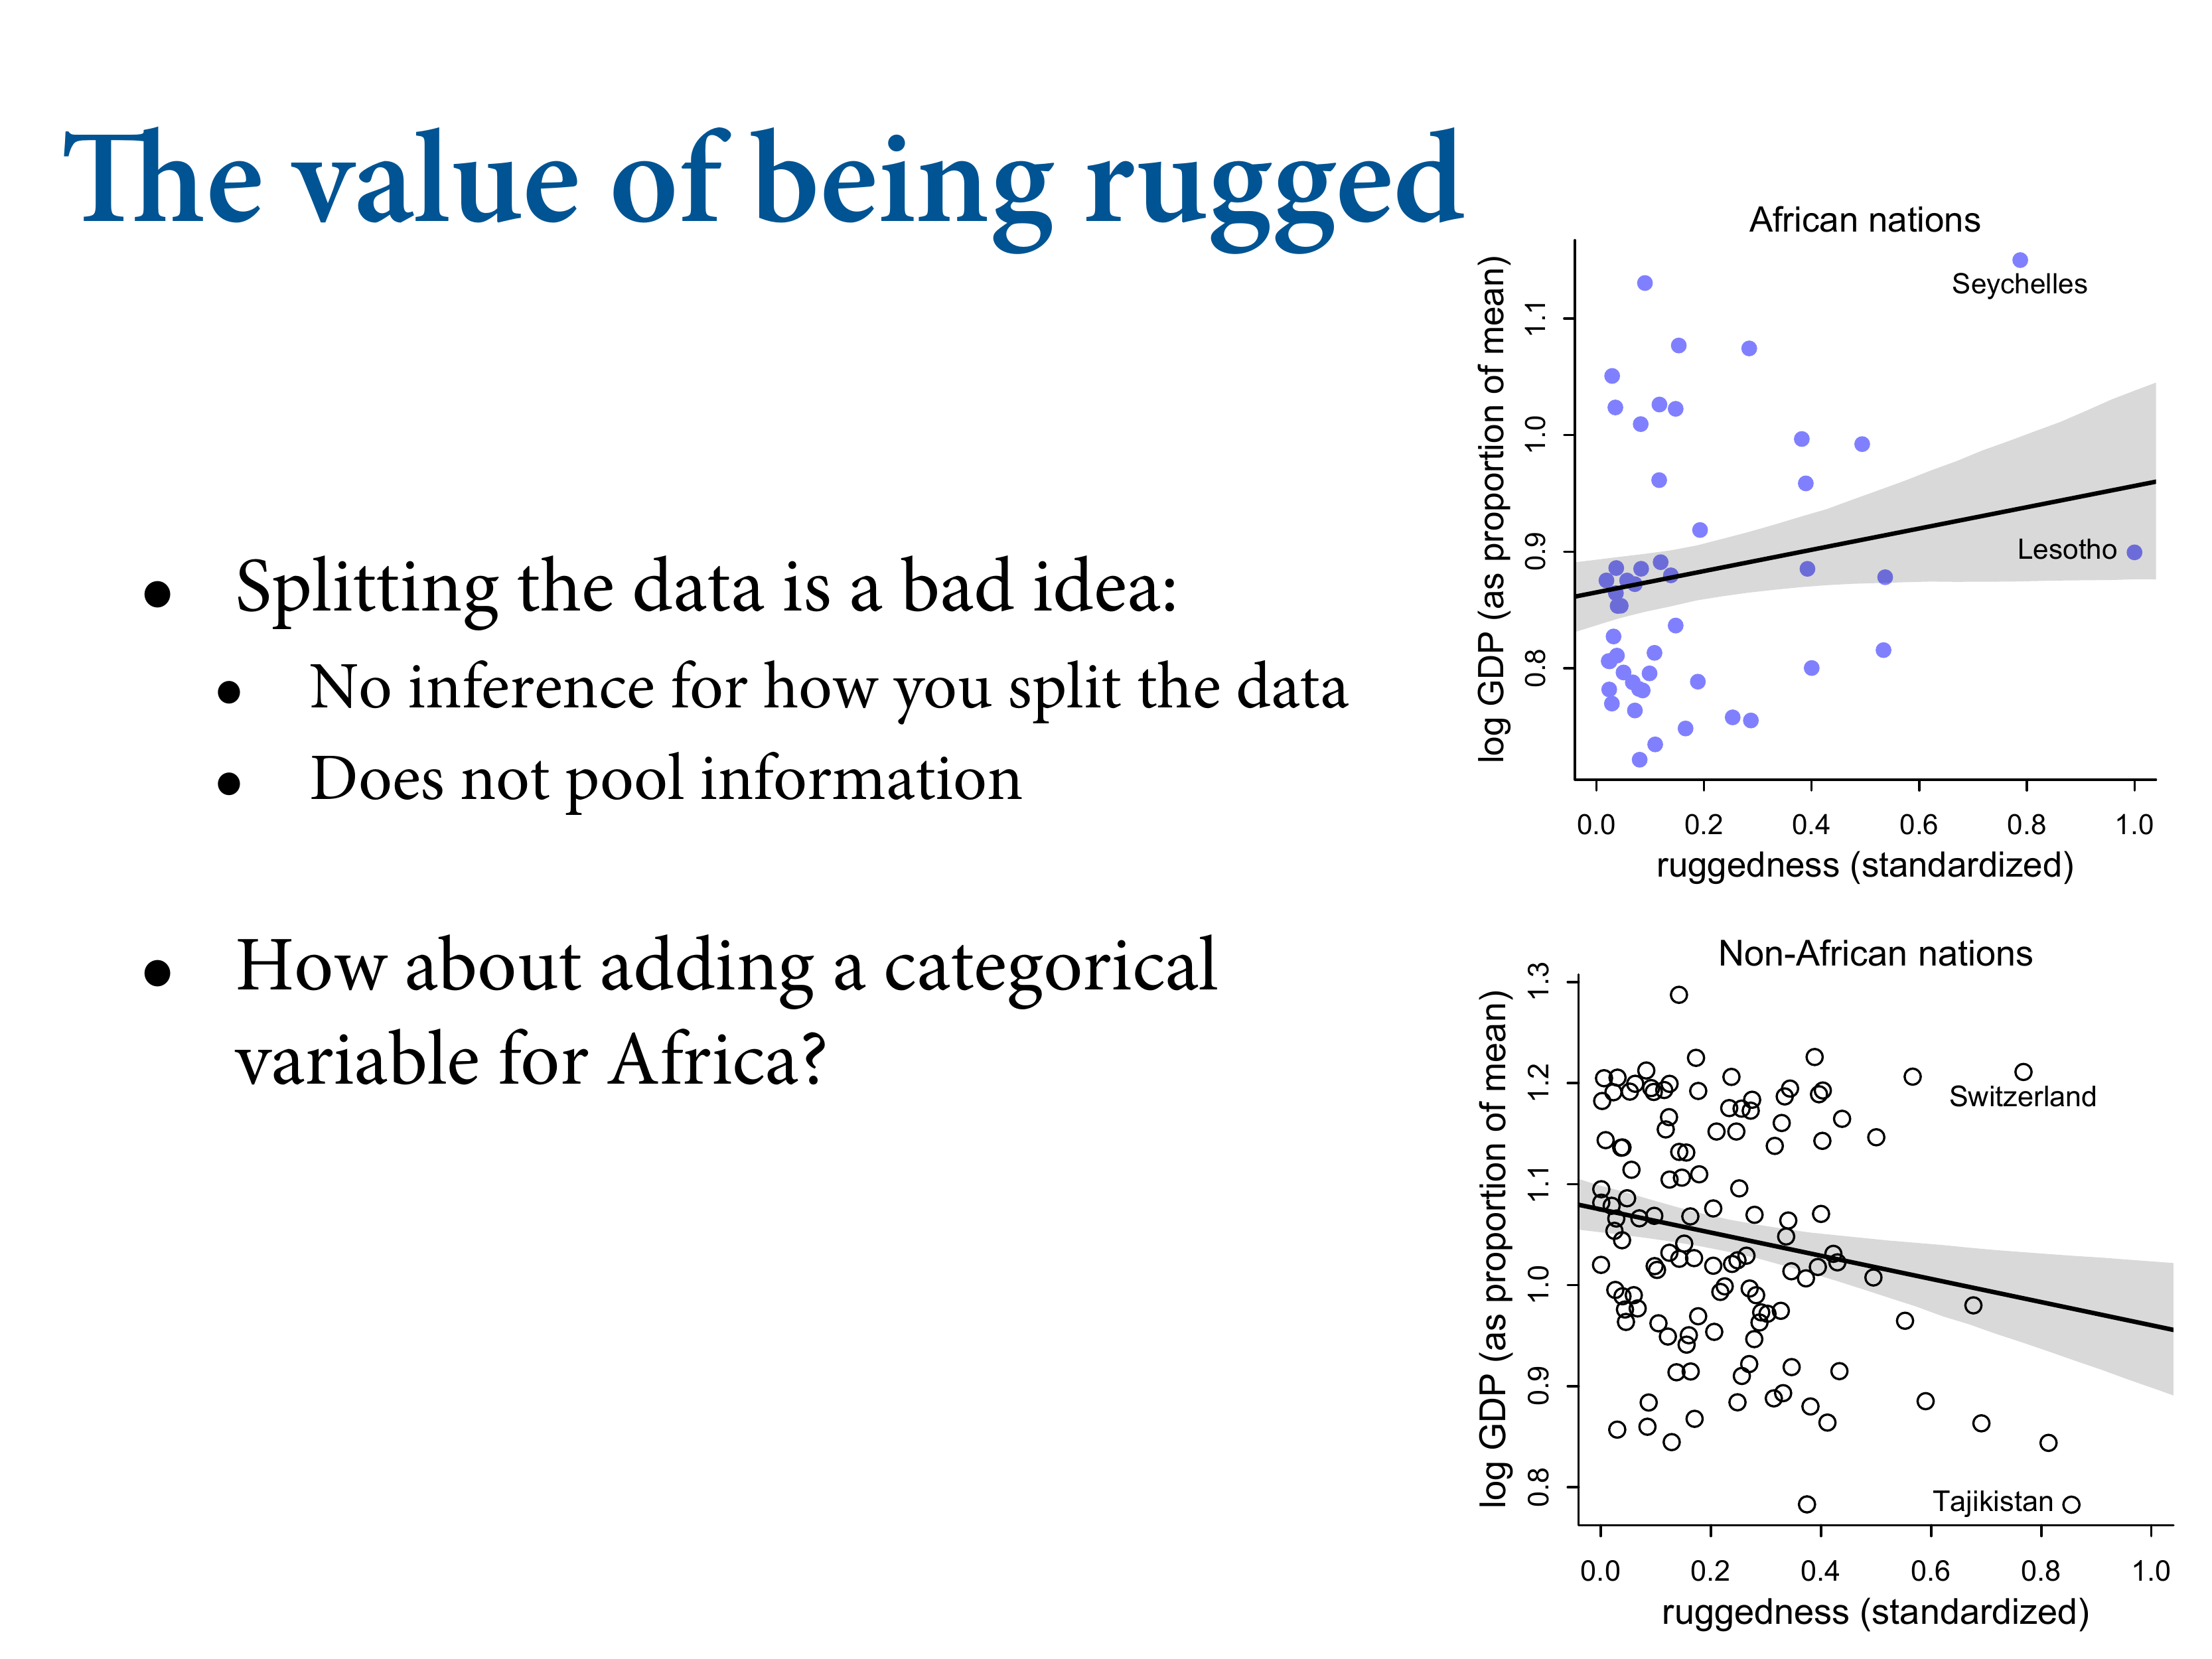 The value of being rugged
• Splitting the data is a bad idea:
• No inference for how you split the data
• Does not pool information
• How about adding a categorical
variable for Africa?
African nations
log GDP (as proportion of mean)
1.1
1.0
0.9
0.8
Seychelles
Lesotho
0.0 0.2 0.4 0.6 0.8 1.0
ruggedness (standardized)
Non-African nations
log GDP (as proportion of mean)
1.3
1.2
1.1
1.0
0.9
0.8
Switzerland
Tajikistan
0.0 0.2 0.4 0.6 0.8 1.0
ruggedness (standardized)